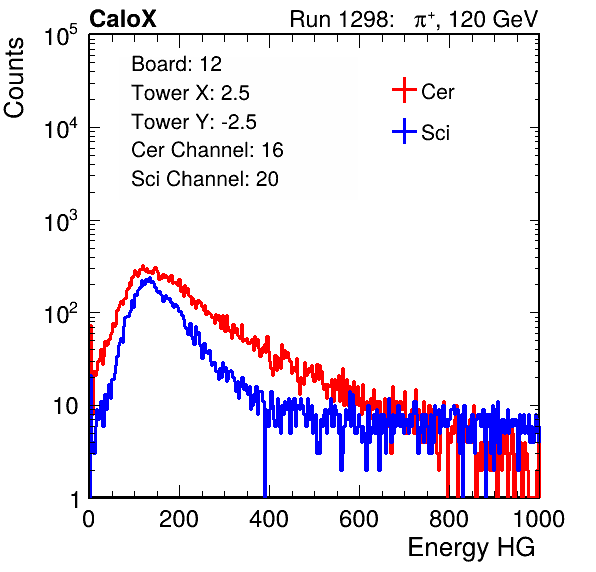 CaloX Run 1298: π⁺, 120 GeV
Counts
Board: 12
Tower X: 2.5
Tower Y: -2.5
Cer Channel: 16
Sci Channel: 20
Cer
Sci
10⁵
10⁴
10³
10²
10
1
0 200 400 600 800 1000
Energy HG